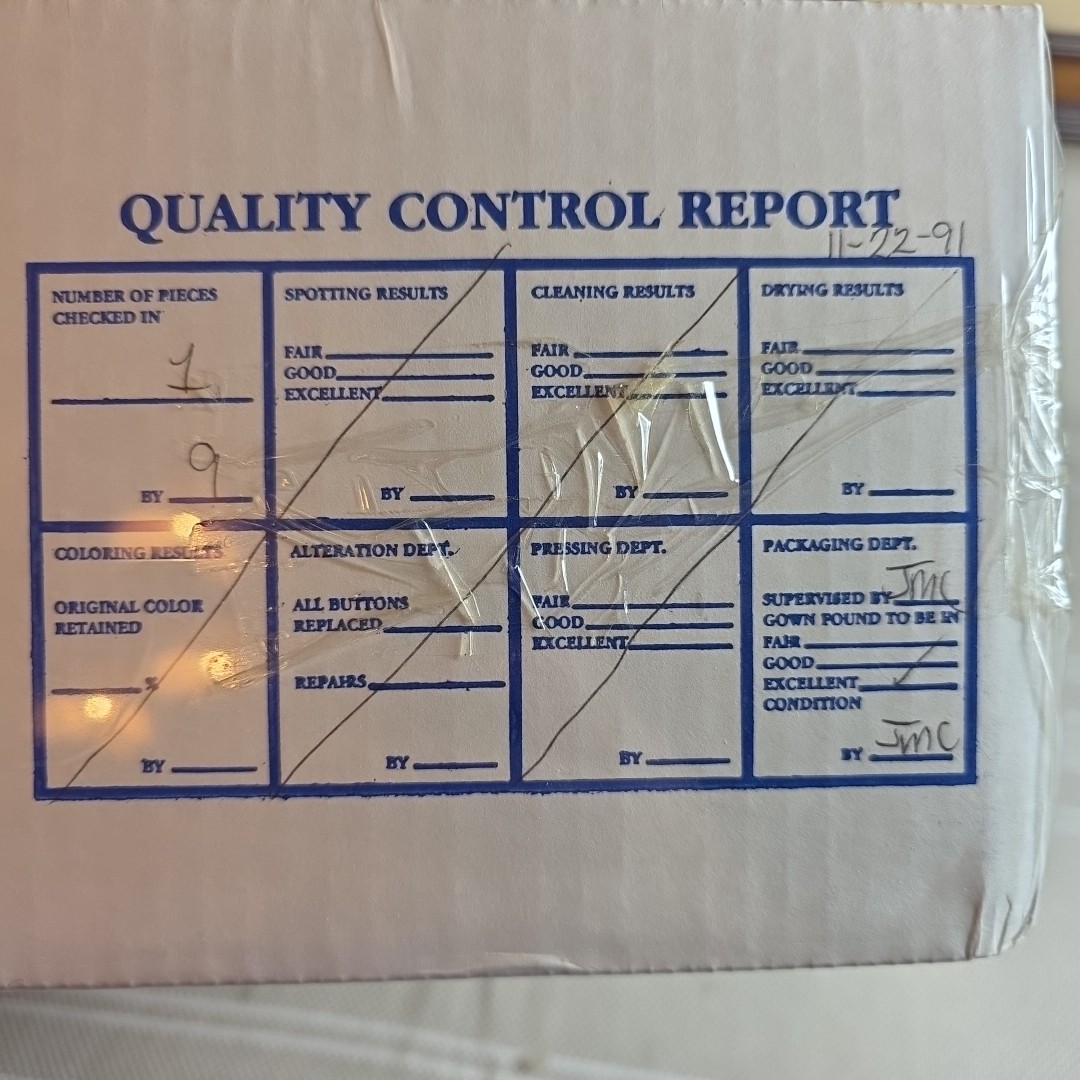 QUALITY CONTROL REPORT
11-22-91
NUMBER OF PIECES
CHECKED IN
1
BY 9
SPOTTING RESULTS
FAIR
GOOD
EXCELLENT
BY
CLEANING RESULTS
FAIR
GOOD
EXCELLENT
BY
DRYING RESULTS
FAIR
GOOD
EXCELLENT
BY
COLORING RESULTS
ORIGINAL COLOR
RETAINED
%
BY
ALTERATION DEPT.
ALL BUTTONS
REPLACED
REPAIRS
BY
PRESSING DEPT.
FAIR
GOOD
EXCELLENT
BY
PACKAGING DEPT.
SUPERVISED BY JMC
GOWN FOUND TO BE IN
FAIR
GOOD
EXCELLENT ✓
CONDITION
BY JMC